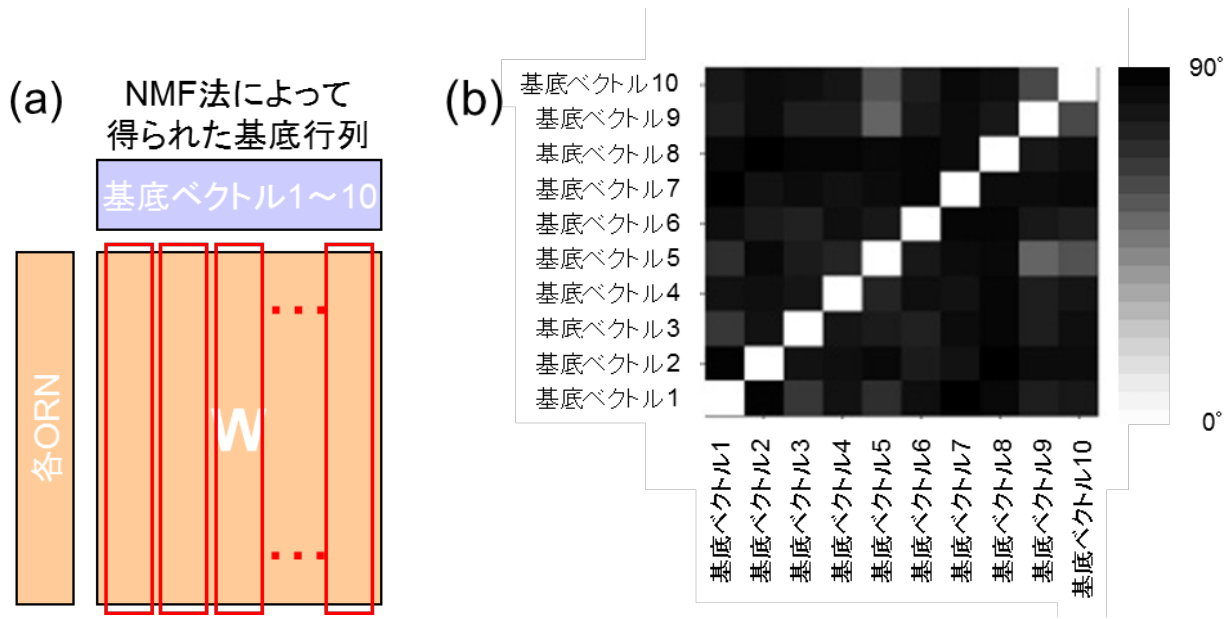 (a)
NMF法によって
得られた基底行列
基底ベクトル1～10
各ORN
W
(b)
基底ベクトル10
基底ベクトル9
基底ベクトル8
基底ベクトル7
基底ベクトル6
基底ベクトル5
基底ベクトル4
基底ベクトル3
基底ベクトル2
基底ベクトル1
基底ベクトル1
基底ベクトル2
基底ベクトル3
基底ベクトル4
基底ベクトル5
基底ベクトル6
基底ベクトル7
基底ベクトル8
基底ベクトル9
基底ベクトル10
90°
0°